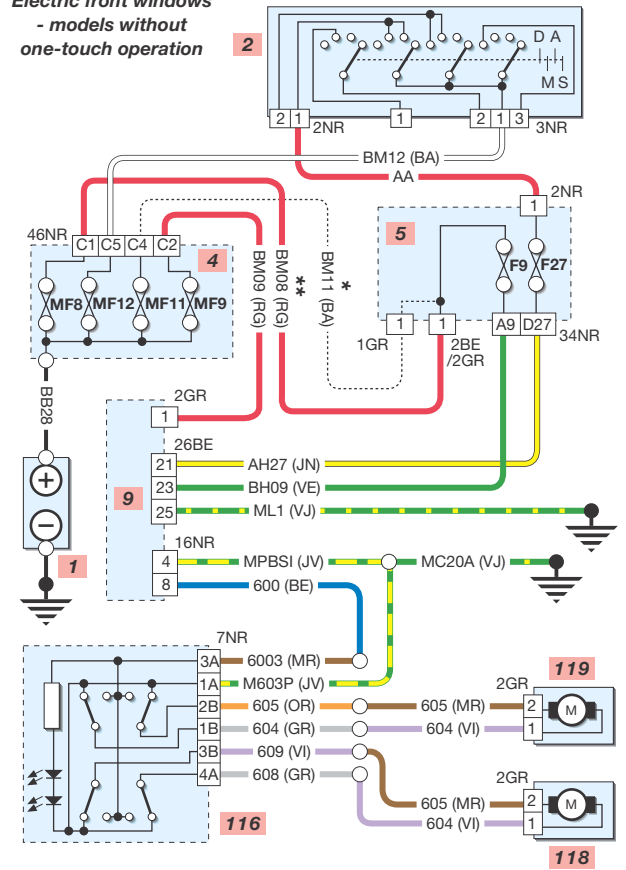 Electric front windows
- models without
one-touch operation
2
D A
M S
2 1 2NR
1
2 1 3 3NR
BM12 (BA)
AA
2NR
1
46NR
C1 C5 C4 C2
4
5
MF8 MF12 MF11 MF9
F9 F27
BM09 (RG)
BM08 (RG)
**
BM11 (BA)
*
1GR
1
1
2BE
/2GR
A9 D27
34NR
BB28
2GR
1
26BE
21 AH27 (JN)
23 BH09 (VE)
25 ML1 (VJ)
9
+
−
1
16NR
4 MPBSI (JV) MC20A (VJ)
8 600 (BE)
7NR
3A 6003 (MR)
1A M603P (JV)
2B 605 (OR) 605 (MR)
1B 604 (GR) 604 (VI)
3B 609 (VI)
4A 608 (GR)
116
119
2GR
2
1
M
605 (MR)
604 (VI)
2GR
2
1
M
118